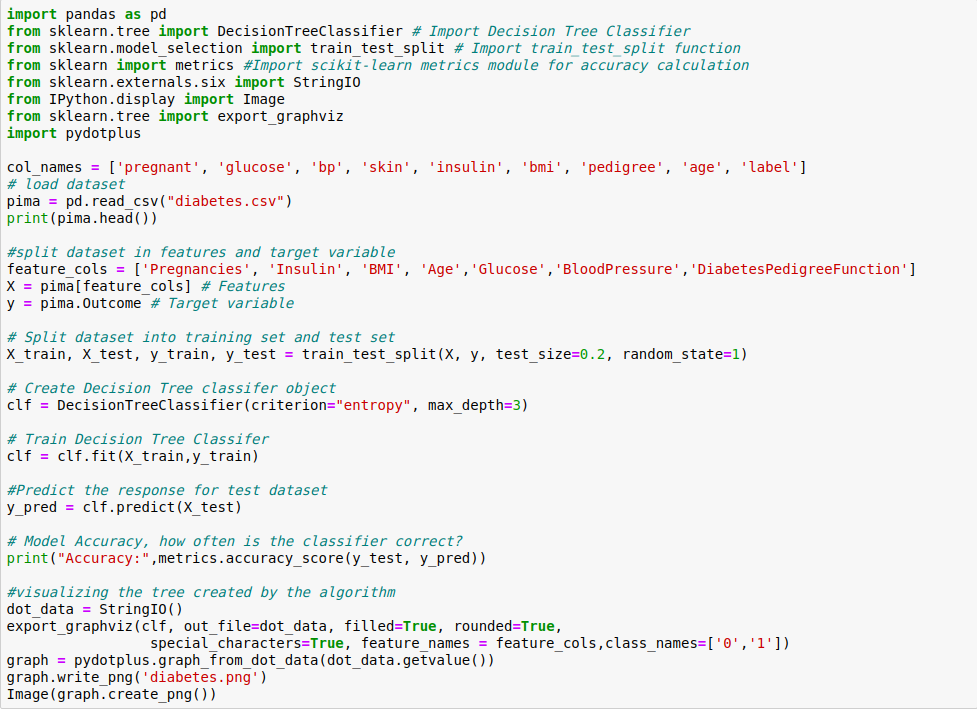 import pandas as pd
from sklearn.tree import DecisionTreeClassifier # Import Decision Tree Classifier
from sklearn.model_selection import train_test_split # Import train_test_split function
from sklearn import metrics #Import scikit-learn metrics module for accuracy calculation
from sklearn.externals.six import StringIO
from IPython.display import Image
from sklearn.tree import export_graphviz
import pydotplus
col_names = ['pregnant', 'glucose', 'bp', 'skin', 'insulin', 'bmi', 'pedigree', 'age', 'label']
# load dataset
pima = pd.read_csv("diabetes.csv")
print(pima.head())
#split dataset in features and target variable
feature_cols = ['Pregnancies', 'Insulin', 'BMI', 'Age','Glucose','BloodPressure','DiabetesPedigreeFunction']
X = pima[feature_cols] # Features
y = pima.Outcome # Target variable
# Split dataset into training set and test set
X_train, X_test, y_train, y_test = train_test_split(X, y, test_size=0.2, random_state=1)
# Create Decision Tree classifer object
clf = DecisionTreeClassifier(criterion="entropy", max_depth=3)
# Train Decision Tree Classifer
clf = clf.fit(X_train,y_train)
#Predict the response for test dataset
y_pred = clf.predict(X_test)
# Model Accuracy, how often is the classifier correct?
print("Accuracy:",metrics.accuracy_score(y_test, y_pred))
#visualizing the tree created by the algorithm
dot_data = StringIO()
export_graphviz(clf, out_file=dot_data, filled=True, rounded=True,
special_characters=True, feature_names = feature_cols,class_names=['0','1'])
graph = pydotplus.graph_from_dot_data(dot_data.getvalue())
graph.write_png('diabetes.png')
Image(graph.create_png())